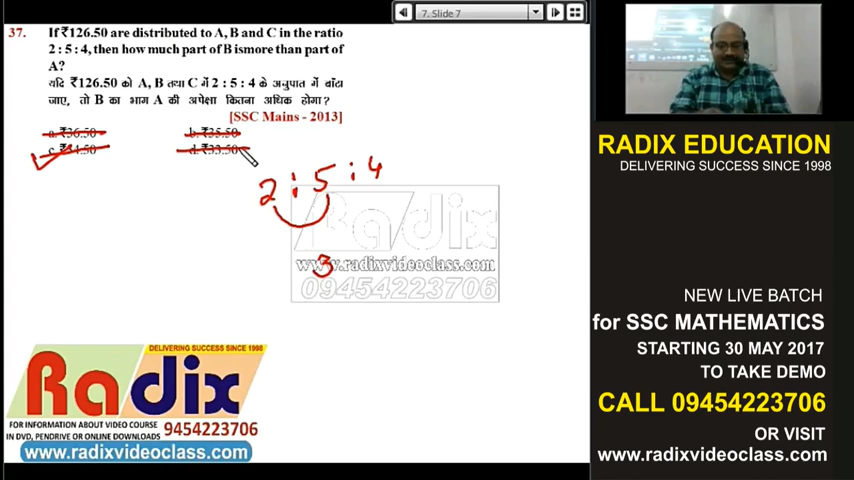 7. Slide 7
37. If ₹126.50 are distributed to A, B and C in the ratio
2 : 5 : 4, then how much part of B ismore than part of
A?
यदि ₹126.50 को A, B तथा C में 2 : 5 : 4 के अनुपात में बाँटा
जाए, तो B का भाग A की अपेक्षा कितना अधिक होगा?
[SSC Mains - 2013]
a. ₹36.50 b. ₹35.50
c. ₹34.50 d. ₹33.50
2 : 5 : 4
3
Radix
www.radixvideoclass.com
09454223706
DELIVERING SUCCESS SINCE 1998
Radix
FOR INFORMATION ABOUT VIDEO COURSE
IN DVD, PENDRIVE OR ONLINE DOWNLOADS 9454223706
www.radixvideoclass.com
RADIX EDUCATION
DELIVERING SUCCESS SINCE 1998
NEW LIVE BATCH
for SSC MATHEMATICS
STARTING 30 MAY 2017
TO TAKE DEMO
CALL 09454223706
OR VISIT
www.radixvideoclass.com